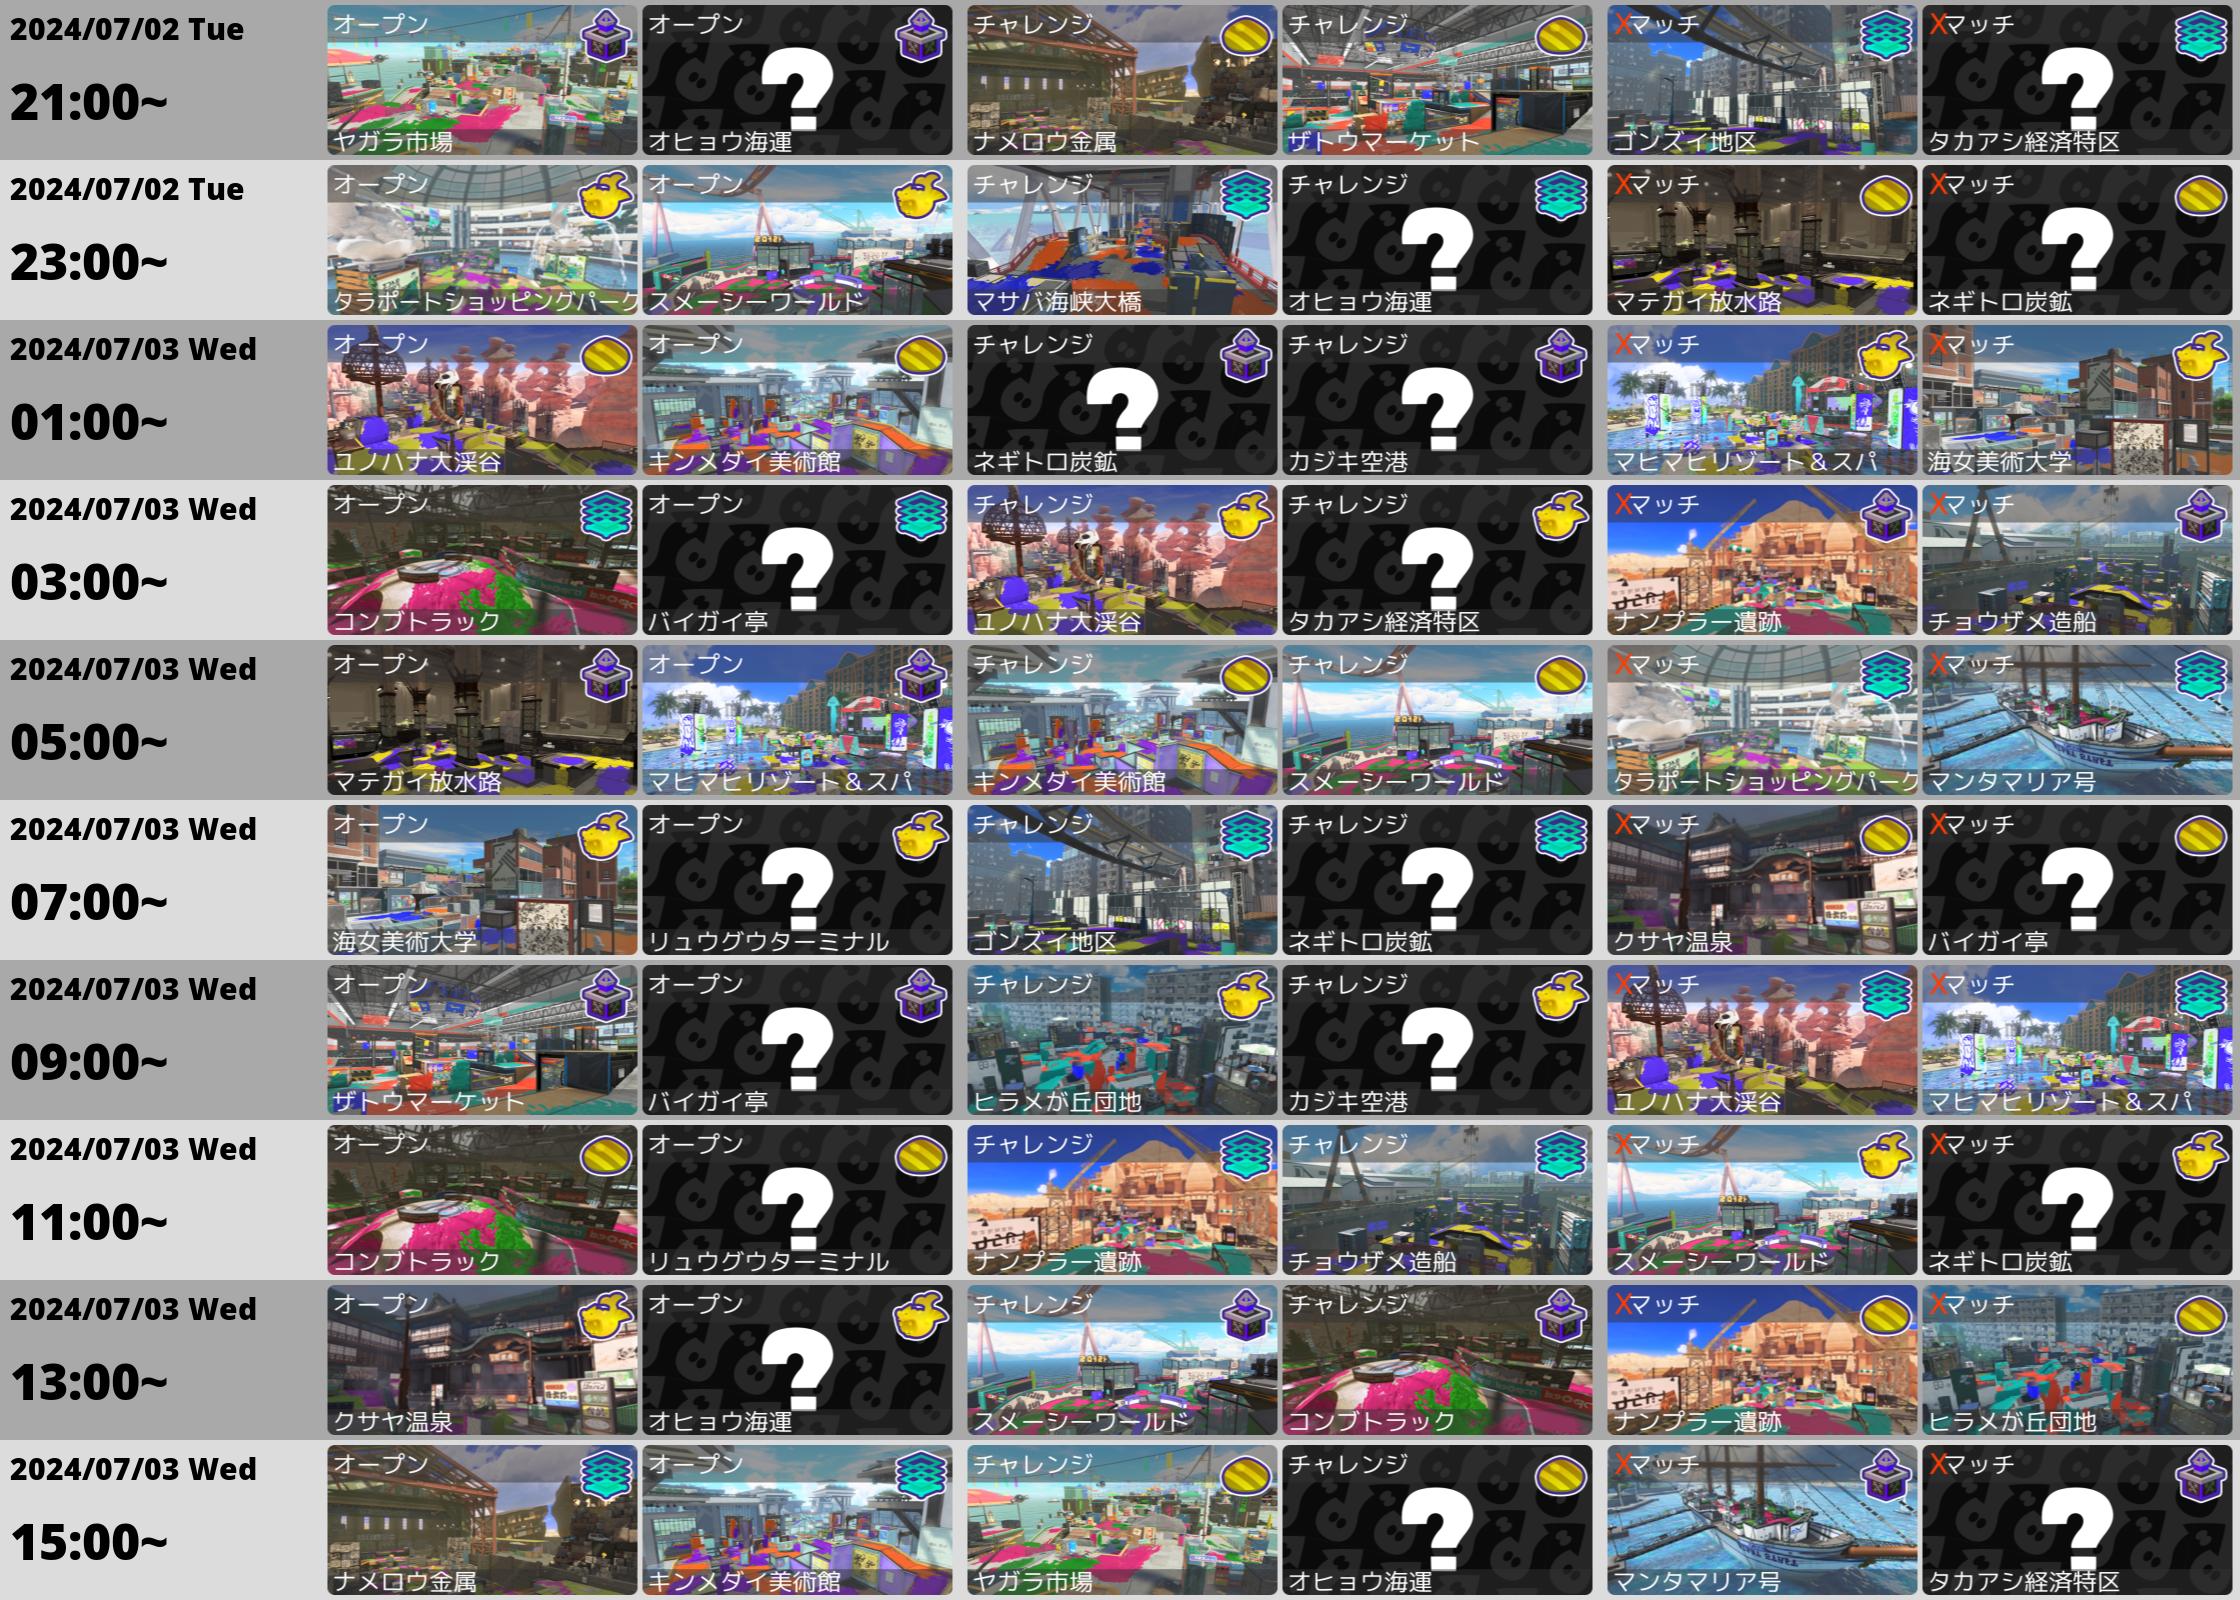 2024/07/02 Tue
21:00~
オープン
ヤガラ市場
オープン
オヒョウ海運
チャレンジ
ナメロウ金属
チャレンジ
ザトウマーケット
Xマッチ
ゴンズイ地区
Xマッチ
タカアシ経済特区
2024/07/02 Tue
23:00~
オープン
タラポートショッピングパーク
オープン
スメーシーワールド
チャレンジ
マサバ海峡大橋
チャレンジ
オヒョウ海運
Xマッチ
マテガイ放水路
Xマッチ
ネギトロ炭鉱
2024/07/03 Wed
01:00~
オープン
ユノハナ大渓谷
オープン
キンメダイ美術館
チャレンジ
ネギトロ炭鉱
チャレンジ
カジキ空港
Xマッチ
マヒマヒリゾート＆スパ
Xマッチ
海女美術大学
2024/07/03 Wed
03:00~
オープン
コンブトラック
オープン
バイガイ亭
チャレンジ
ユノハナ大渓谷
チャレンジ
タカアシ経済特区
Xマッチ
ナンプラー遺跡
Xマッチ
チョウザメ造船
2024/07/03 Wed
05:00~
オープン
マテガイ放水路
オープン
マヒマヒリゾート＆スパ
チャレンジ
キンメダイ美術館
チャレンジ
スメーシーワールド
Xマッチ
タラポートショッピングパーク
Xマッチ
マンタマリア号
2024/07/03 Wed
07:00~
オープン
海女美術大学
オープン
リュウグウターミナル
チャレンジ
ゴンズイ地区
チャレンジ
ネギトロ炭鉱
Xマッチ
クサヤ温泉
Xマッチ
バイガイ亭
2024/07/03 Wed
09:00~
オープン
ザトウマーケット
オープン
バイガイ亭
チャレンジ
ヒラメが丘団地
チャレンジ
カジキ空港
Xマッチ
ユノハナ大渓谷
Xマッチ
マヒマヒリゾート＆スパ
2024/07/03 Wed
11:00~
オープン
コンブトラック
オープン
リュウグウターミナル
チャレンジ
ナンプラー遺跡
チャレンジ
チョウザメ造船
Xマッチ
スメーシーワールド
Xマッチ
ネギトロ炭鉱
2024/07/03 Wed
13:00~
オープン
クサヤ温泉
オープン
オヒョウ海運
チャレンジ
スメーシーワールド
チャレンジ
コンブトラック
Xマッチ
ナンプラー遺跡
Xマッチ
ヒラメが丘団地
2024/07/03 Wed
15:00~
オープン
ナメロウ金属
オープン
キンメダイ美術館
チャレンジ
ヤガラ市場
チャレンジ
オヒョウ海運
Xマッチ
マンタマリア号
Xマッチ
タカアシ経済特区